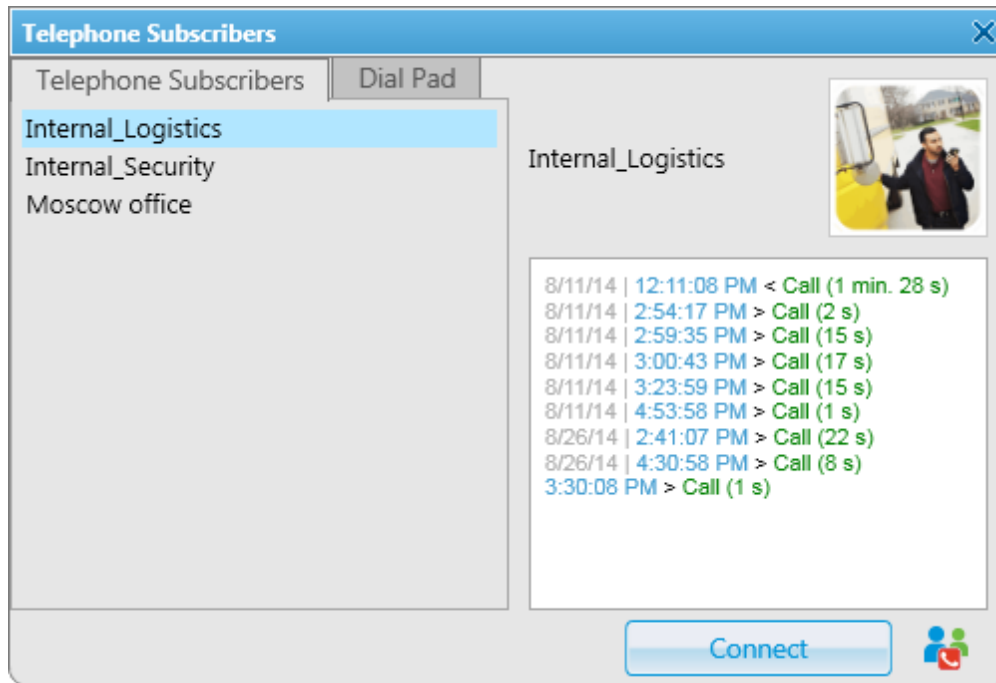 Telephone Subscribers
Telephone Subscribers
Dial Pad
Internal_Logistics
Internal_Security
Moscow office
Internal_Logistics
8/11/14 | 12:11:08 PM < Call (1 min. 28 s)
8/11/14 | 2:54:17 PM > Call (2 s)
8/11/14 | 2:59:35 PM > Call (15 s)
8/11/14 | 3:00:43 PM > Call (17 s)
8/11/14 | 3:23:59 PM > Call (15 s)
8/11/14 | 4:53:58 PM > Call (1 s)
8/26/14 | 2:41:07 PM > Call (22 s)
8/26/14 | 4:30:58 PM > Call (8 s)
3:30:08 PM > Call (1 s)
Connect